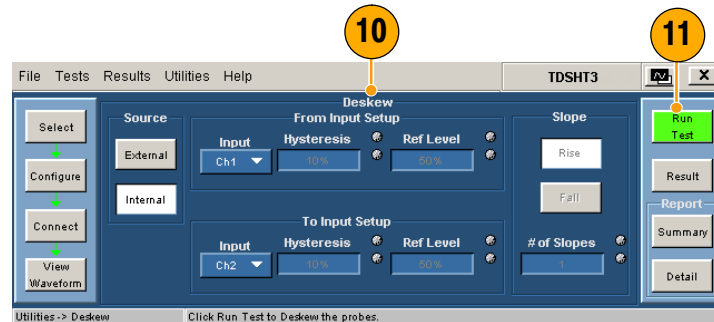 10
11
File Tests Results Utilities Help
TDSHT3
X
Deskew
Select
Configure
Connect
View
Waveform
Source
External
Internal
From Input Setup
Input
Hysteresis
Ref Level
Ch1
10%
50%
To Input Setup
Input
Hysteresis
Ref Level
Ch2
10%
50%
Slope
Rise
Fall
# of Slopes
1
Run
Test
Result
Report
Summary
Detail
Utilities -> Deskew
Click Run Test to Deskew the probes.